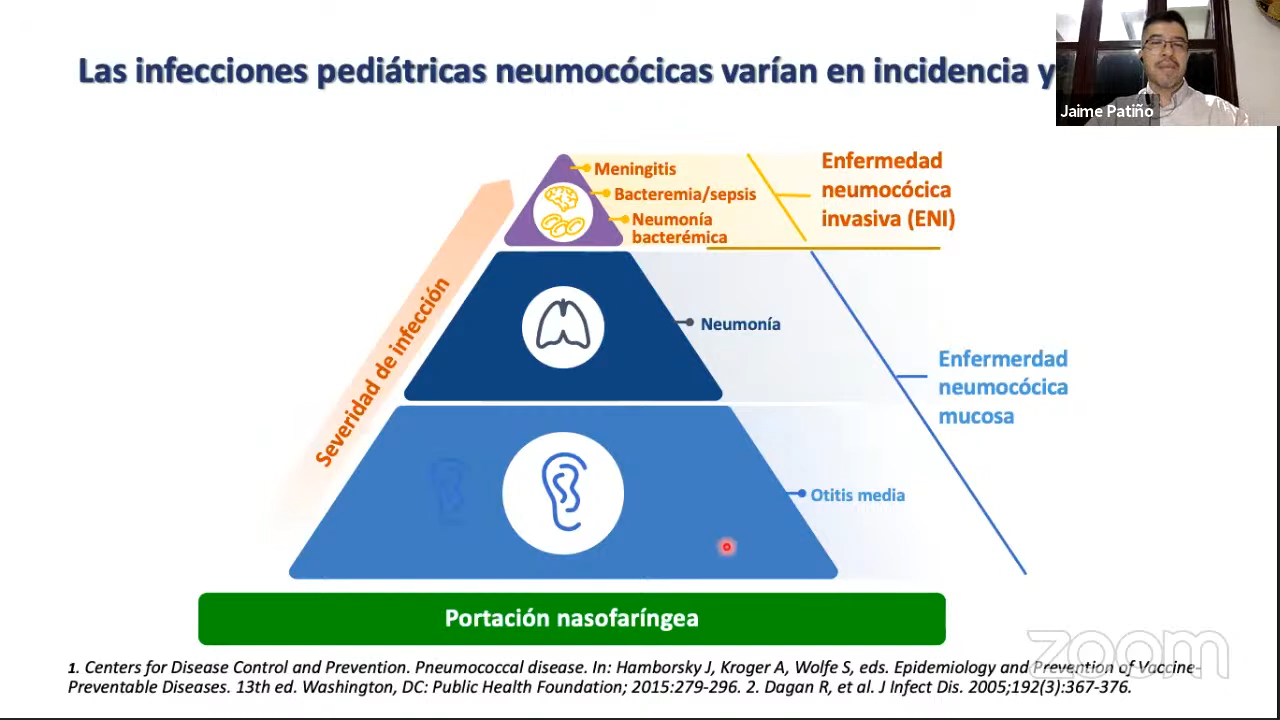 Las infecciones pediátricas neumocócicas varían en incidencia y
Jaime Patiño
Meningitis
Bacteremia/sepsis
Neumonía
bacterémica
Enfermedad
neumocócica
invasiva (ENI)
Severidad de infección
Neumonía
Enfermerdad
neumocócica
mucosa
Otitis media
Portación nasofaríngea
zoom
1. Centers for Disease Control and Prevention. Pneumococcal disease. In: Hamborsky J, Kroger A, Wolfe S, eds. Epidemiology and Prevention of Vaccine-
Preventable Diseases. 13th ed. Washington, DC: Public Health Foundation; 2015:279-296. 2. Dagan R, et al. J Infect Dis. 2005;192(3):367-376.